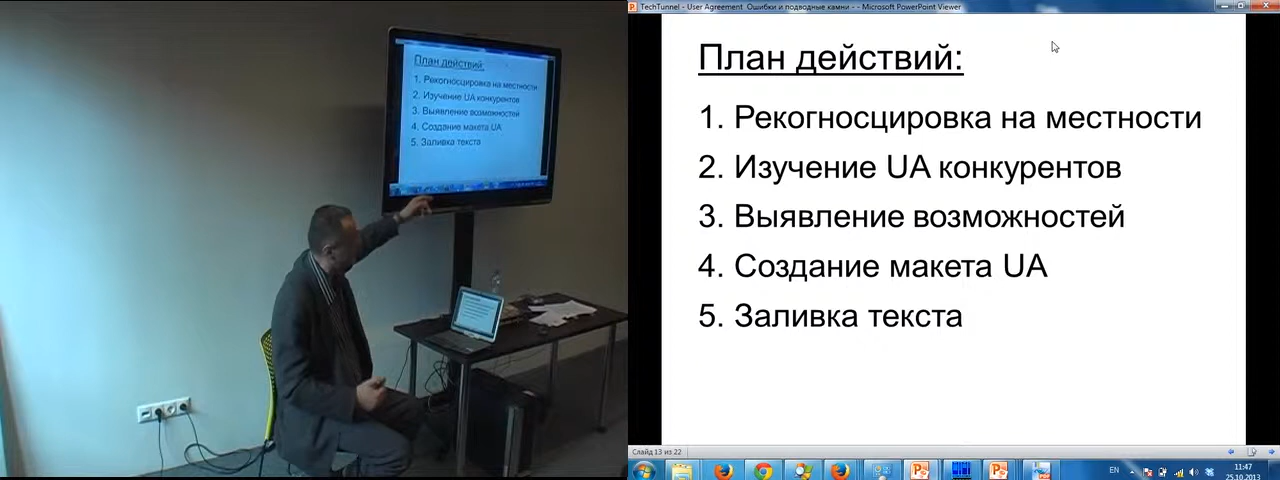 План действий:
1. Рекогносцировка на местности
2. Изучение UA конкурентов
3. Выявление возможностей
4. Создание макета UA
5. Заливка текста
TechTunnel - User Agreement Ошибки и подводные камни - - Microsoft PowerPoint Viewer
План действий:
1. Рекогносцировка на местности
2. Изучение UA конкурентов
3. Выявление возможностей
4. Создание макета UA
5. Заливка текста
Слайд 13 из 22
EN
11:47
25.10.2013